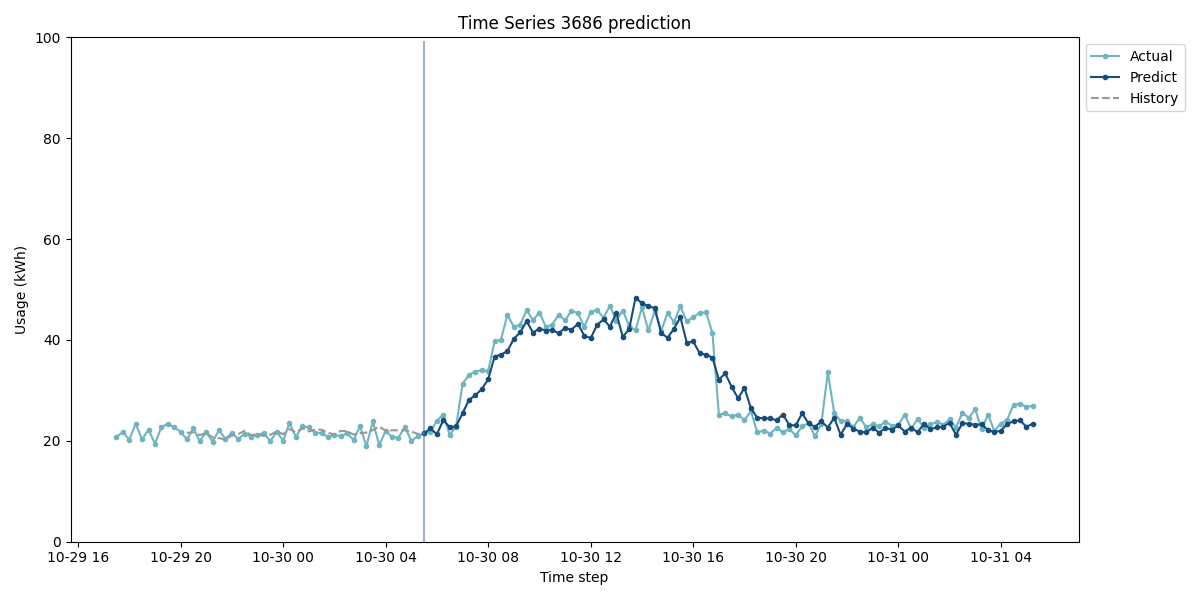 Time Series 3686 prediction
100
80
60
40
20
0
Usage (kWh)
10-29 16
10-29 20
10-30 00
10-30 04
10-30 08
10-30 12
10-30 16
10-30 20
10-31 00
10-31 04
Time step
Actual
Predict
History